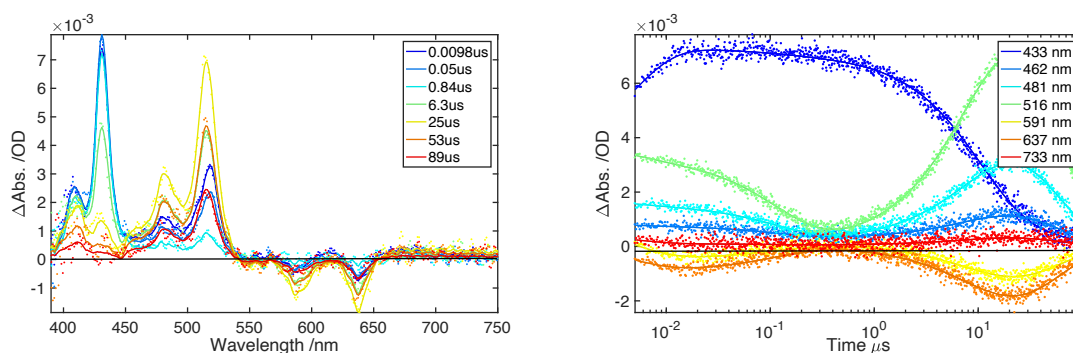 ×10⁻³
7
6
5
4
3
2
1
0
-1
ΔAbs. /OD
400 450 500 550 600 650 700 750
Wavelength /nm
0.0098us
0.05us
0.84us
6.3us
25us
53us
89us
×10⁻³
6
4
2
0
-2
ΔAbs. /OD
10⁻² 10⁻¹ 10⁰ 10¹
Time μs
433 nm
462 nm
481 nm
516 nm
591 nm
637 nm
733 nm